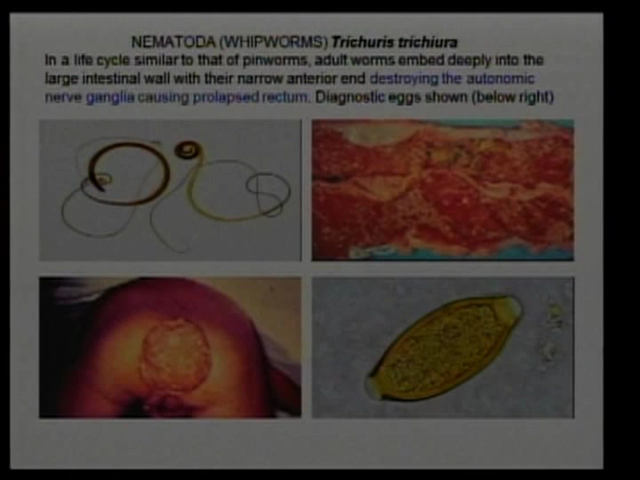 NEMATODA (WHIPWORMS) Trichuris trichiura
In a life cycle similar to that of pinworms, adult worms embed deeply into the
large intestinal wall with their narrow anterior end destroying the autonomic
nerve ganglia causing prolapsed rectum. Diagnostic eggs shown (below right)